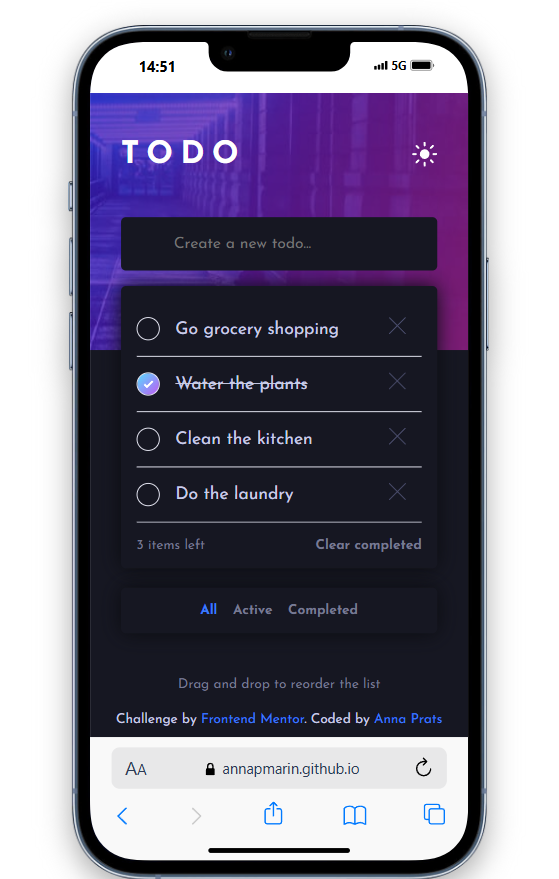 14:51 5G
TODO
Create a new todo...
Go grocery shopping
Water the plants
Clean the kitchen
Do the laundry
3 items left Clear completed
All Active Completed
Drag and drop to reorder the list
Challenge by Frontend Mentor. Coded by Anna Prats
AA annapmarin.github.io